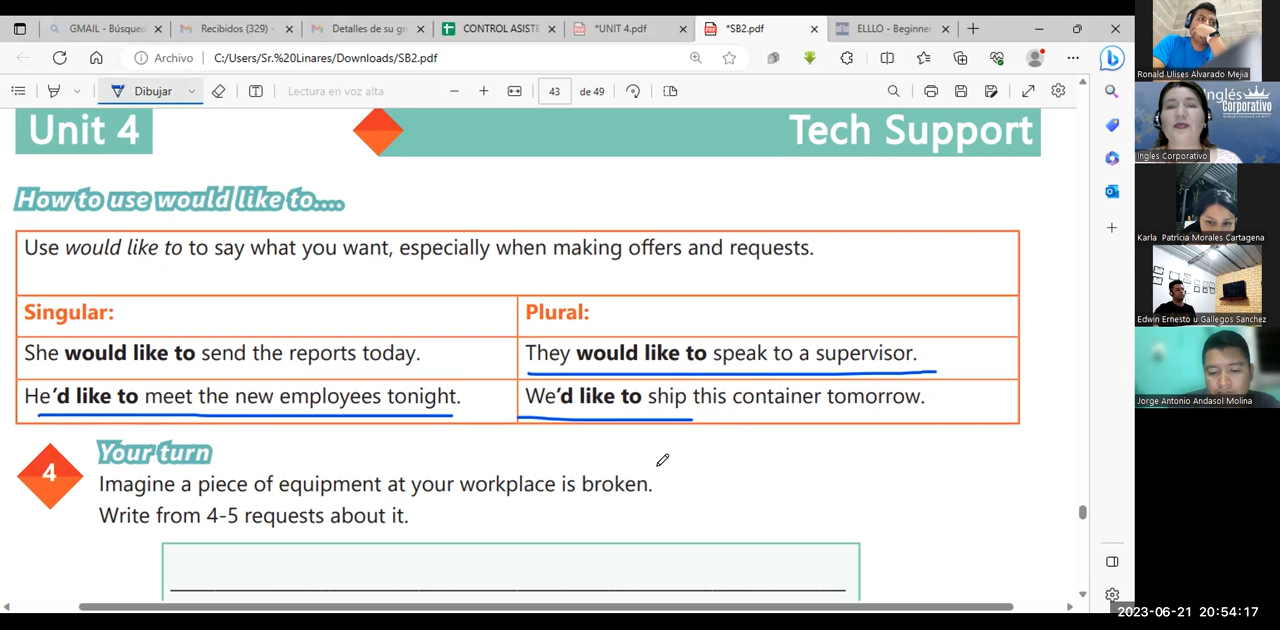 GMAIL - Búsqued
Recibidos (329) -
Detalles de su gr
CONTROL ASISTE
*UNIT 4.pdf
*SB2.pdf
ELLLO - Beginner
Archivo
C:/Users/Sr.%20Linares/Downloads/SB2.pdf
Dibujar
Lectura en voz alta
43
de 49
Unit 4
Tech Support
How to use would like to....
Use would like to to say what you want, especially when making offers and requests.
Singular:
Plural:
She would like to send the reports today.
They would like to speak to a supervisor.
He'd like to meet the new employees tonight.
We'd like to ship this container tomorrow.
4
Your turn
Imagine a piece of equipment at your workplace is broken.
Write from 4-5 requests about it.
Ronald Ulises Alvarado Mejia
Inglés
Corporativo
Ingles Corporativo
Karla Patricia Morales Cartagena
Edwin Ernesto u Gallegos Sanchez
Jorge Antonio Andasol Molina
2023-06-21 20:54:17